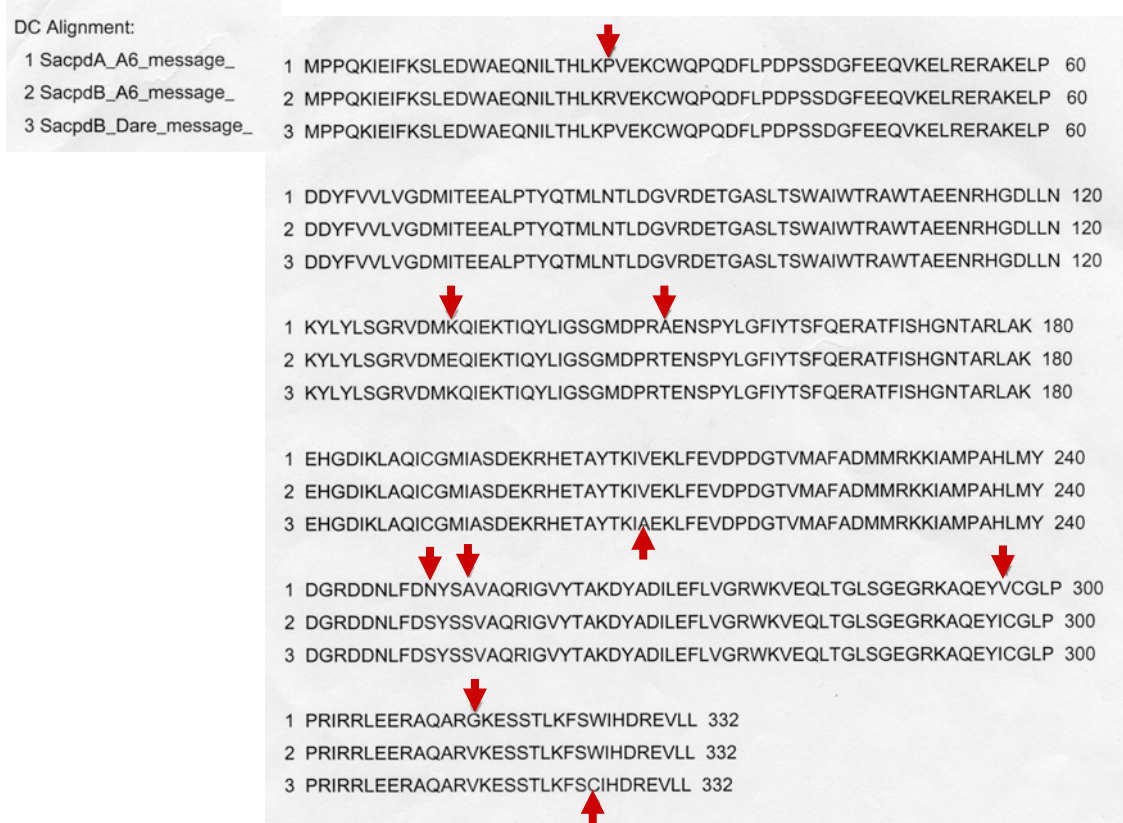 DC Alignment:
1 SacpdA_A6_message_
2 SacpdB_A6_message_
3 SacpdB_Dare_message_
1 MPPQKIEIFKSLEDWAEQNILTHLKPVEKCWQPQDFLPDPSSDGFEEQVKELRERAKELP 60
2 MPPQKIEIFKSLEDWAEQNILTHLKRVEKCWQPQDFLPDPSSDGFEEQVKELRERAKELP 60
3 MPPQKIEIFKSLEDWAEQNILTHLKPVEKCWQPQDFLPDPSSDGFEEQVKELRERAKELP 60
1 DDYFVVLVGDMITEEALPTYQTMLNTLDGVRDETGASLTSWAIWTRAWTAEENRHGDLLN 120
2 DDYFVVLVGDMITEEALPTYQTMLNTLDGVRDETGASLTSWAIWTRAWTAEENRHGDLLN 120
3 DDYFVVLVGDMITEEALPTYQTMLNTLDGVRDETGASLTSWAIWTRAWTAEENRHGDLLN 120
1 KYLYLSGRVDMKQIEKTIQYLIGSGMDPRAENSPYLGFIYTSFQERATFISHGNTARLAK 180
2 KYLYLSGRVDMEQIEKTIQYLIGSGMDPRTENSPYLGFIYTSFQERATFISHGNTARLAK 180
3 KYLYLSGRVDMKQIEKTIQYLIGSGMDPRTENSPYLGFIYTSFQERATFISHGNTARLAK 180
1 EHGDIKLAQICGMIASDEKRHETAYTKIVEKLFEVDPDGTVMAFADMMRKKIAMPAHLMY 240
2 EHGDIKLAQICGMIASDEKRHETAYTKIVEKLFEVDPDGTVMAFADMMRKKIAMPAHLMY 240
3 EHGDIKLAQICGMIASDEKRHETAYTKIAEKLFEVDPDGTVMAFADMMRKKIAMPAHLMY 240
1 DGRDDNLFDNYSAVAQRIGVYTAKDYADILEFLVGRWKVEQLTGLSGEGRKAQEYVCGLP 300
2 DGRDDNLFDSYSSVAQRIGVYTAKDYADILEFLVGRWKVEQLTGLSGEGRKAQEYICGLP 300
3 DGRDDNLFDSYSSVAQRIGVYTAKDYADILEFLVGRWKVEQLTGLSGEGRKAQEYICGLP 300
1 PRIRRLEERAQARGKESSTLKFSWIHDREVLL 332
2 PRIRRLEERAQARVKESSTLKFSWIHDREVLL 332
3 PRIRRLEERAQARVKESSTLKFSCIHDREVLL 332